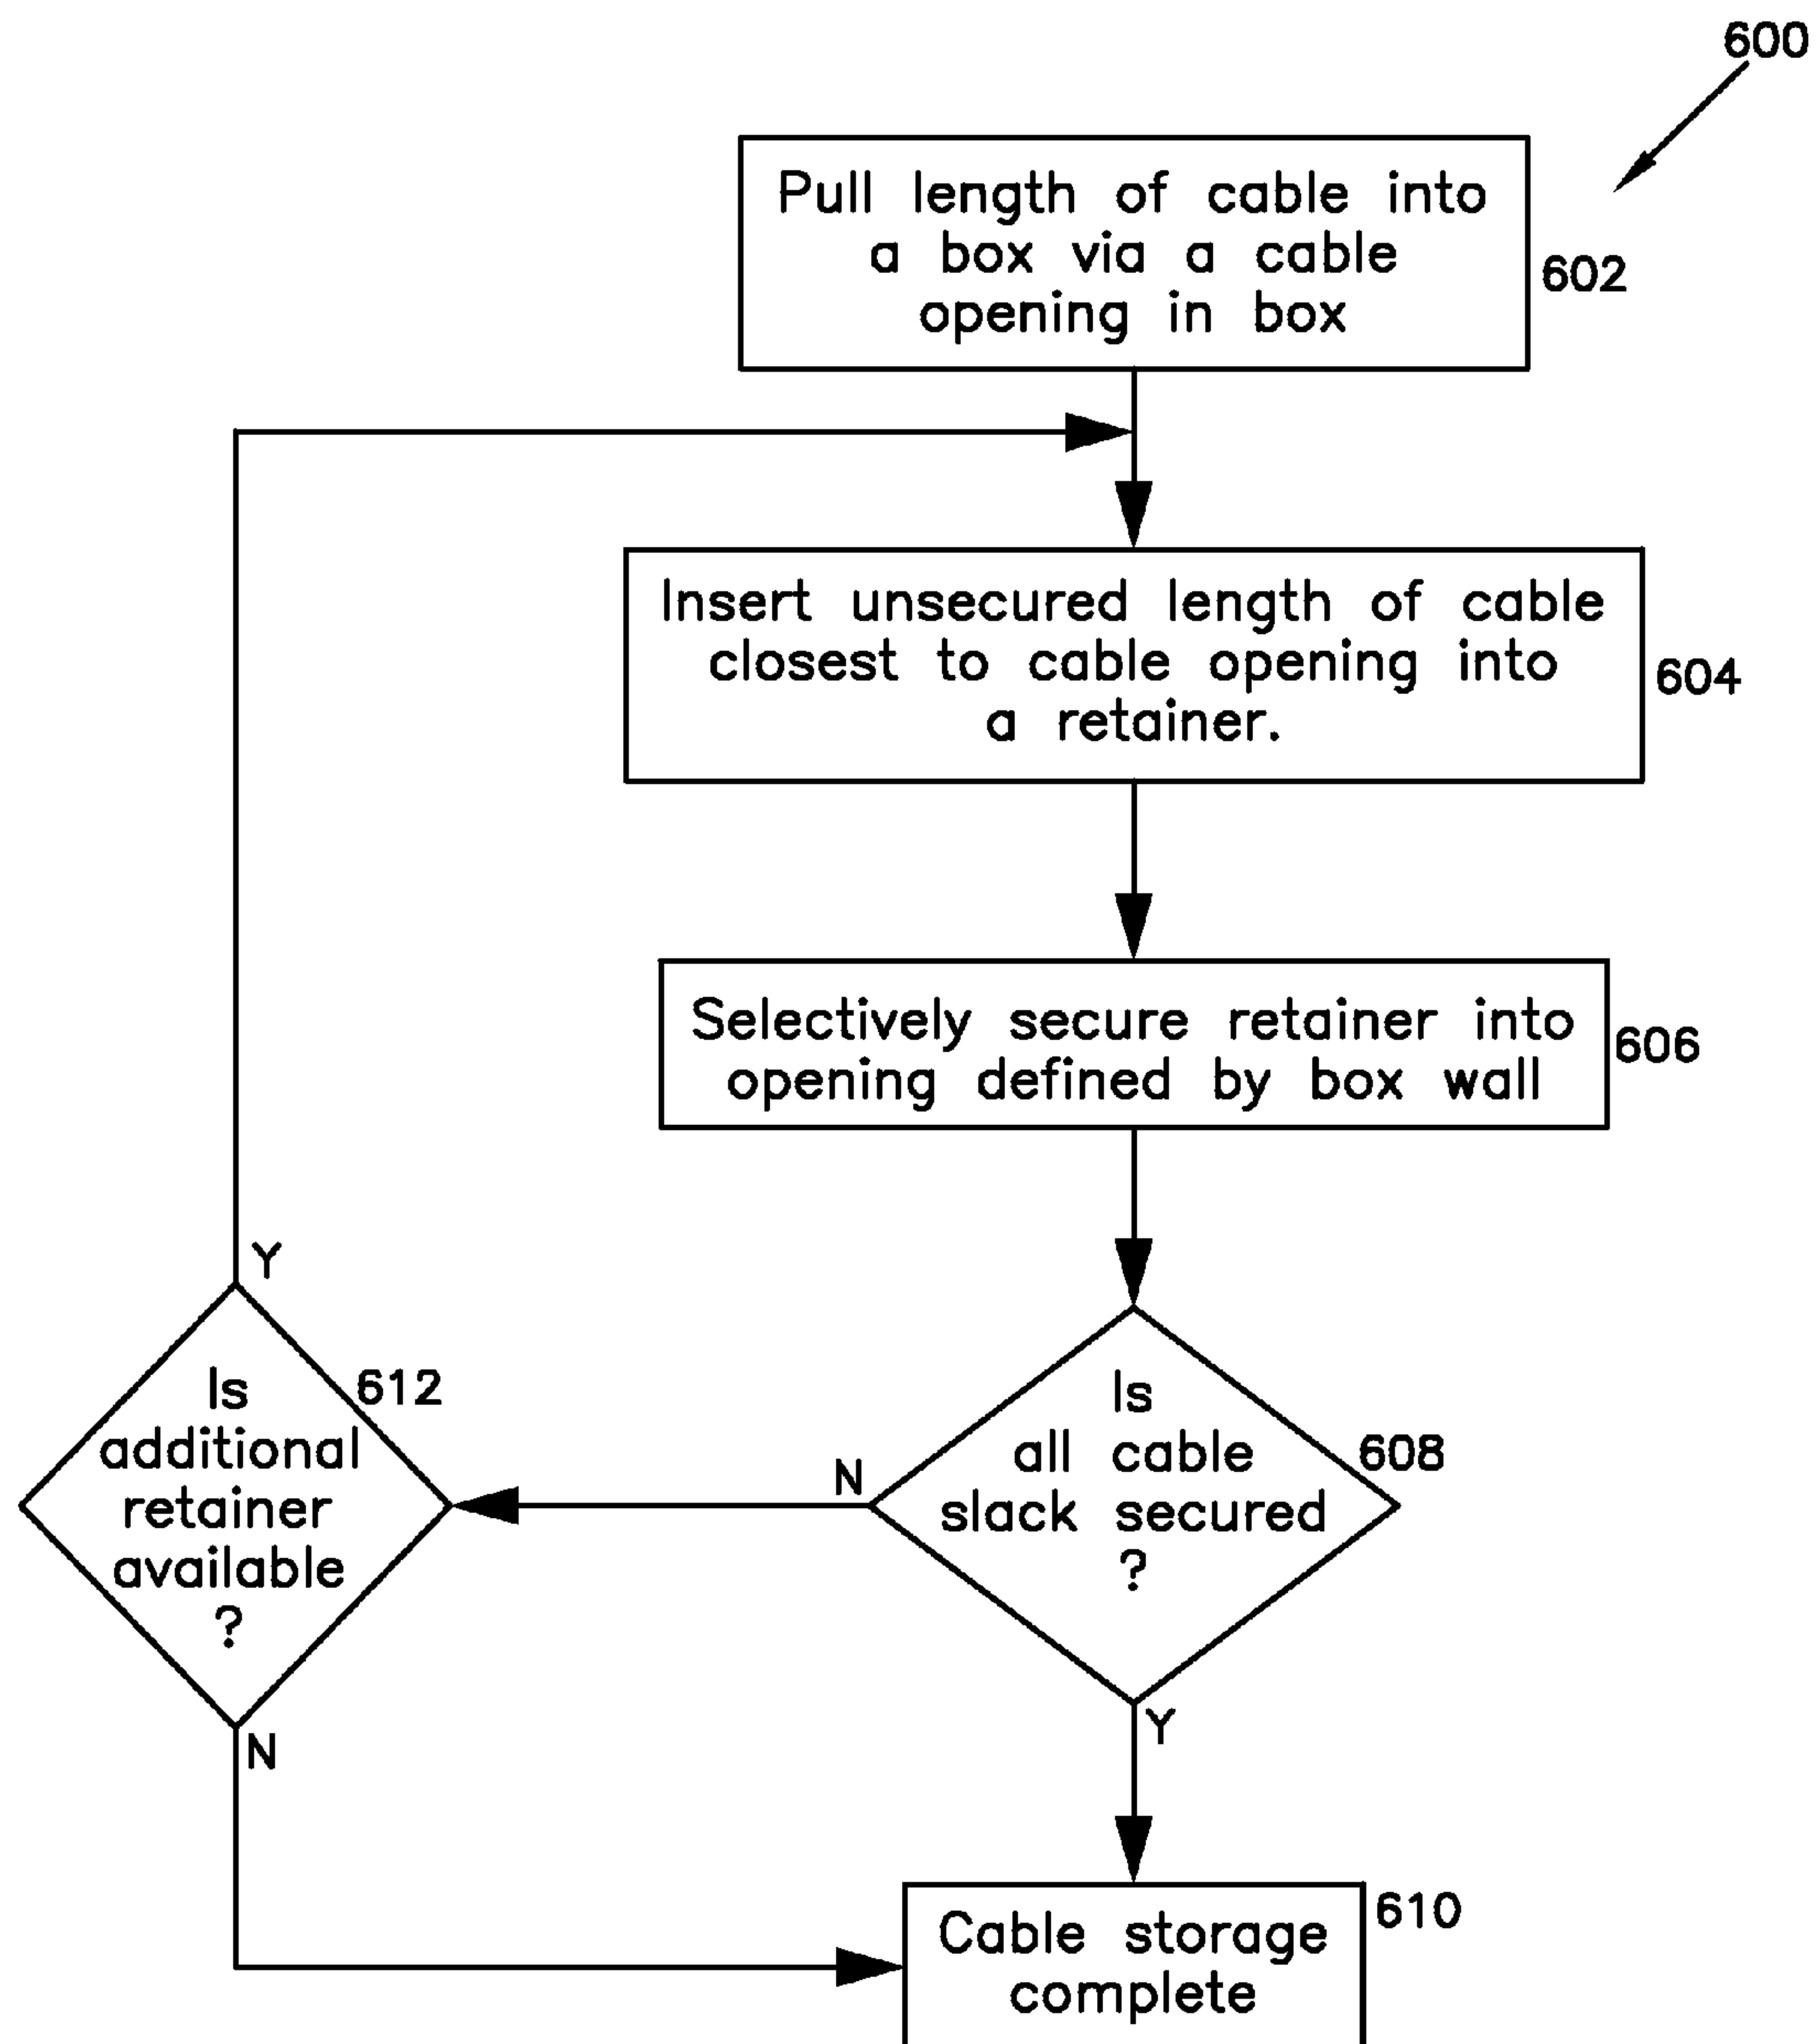 600
Pull length of cable into
a box via a cable
opening in box
602
Insert unsecured length of cable
closest to cable opening into
a retainer.
604
Selectively secure retainer into
opening defined by box wall
606
Is
all cable
slack secured
?
608
N
Y
Is
additional
retainer
available
?
612
Y
N
Cable storage
complete
610